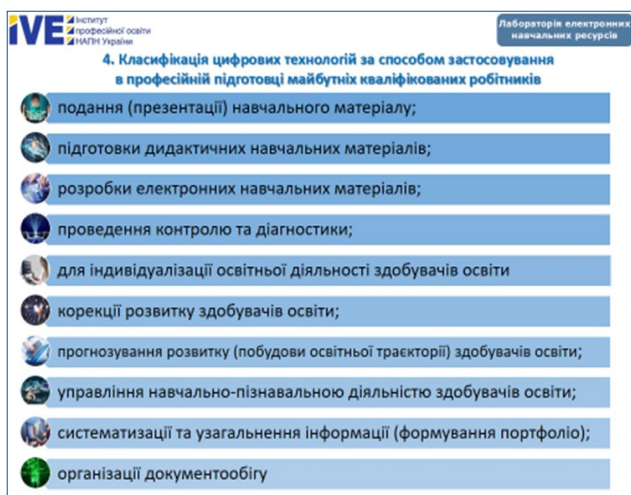 IVE Інститут
професійної освіти
НАПН України
Лабораторія електронних
навчальних ресурсів
4. Класифікація цифрових технологій за способом застосовування
в професійній підготовці майбутніх кваліфікованих робітників
подання (презентації) навчального матеріалу;
підготовки дидактичних навчальних матеріалів;
розробки електронних навчальних матеріалів;
проведення контролю та діагностики;
для індивідуалізації освітньої діяльності здобувачів освіти
корекції розвитку здобувачів освіти;
прогнозування розвитку (побудови освітньої траєкторії) здобувачів освіти;
управління навчально-пізнавальною діяльністю здобувачів освіти;
систематизації та узагальнення інформації (формування портфоліо);
організації документообігу